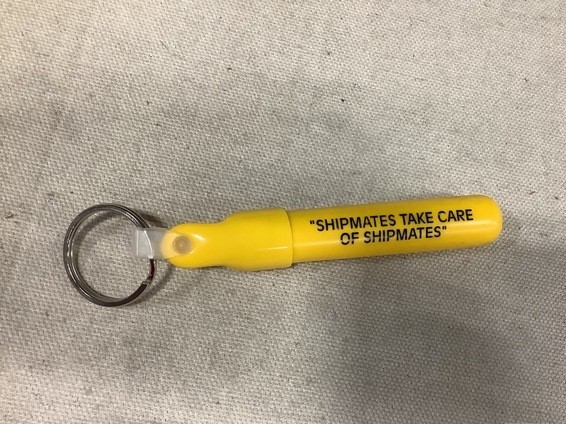 "SHIPMATES TAKE CARE
OF SHIPMATES"